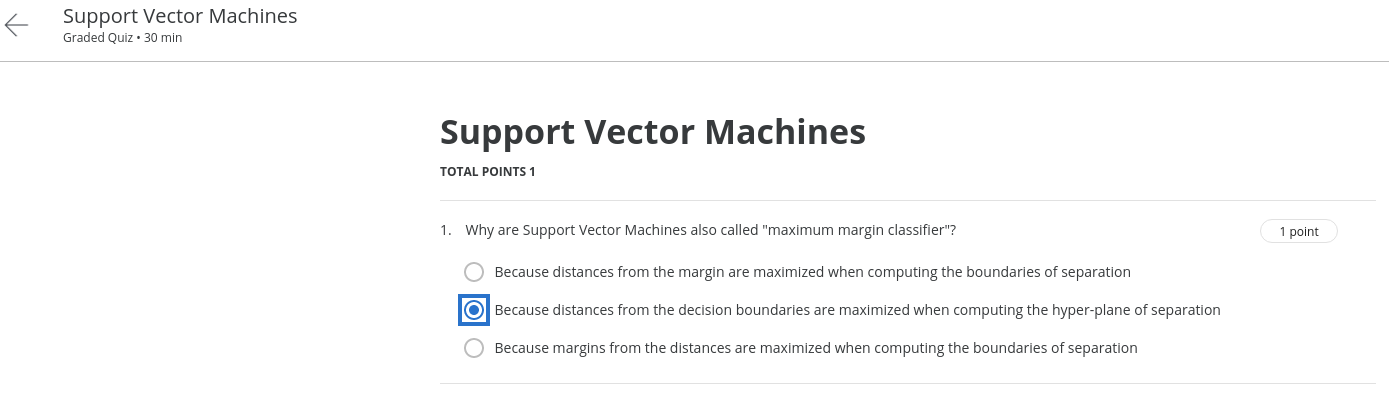 Support Vector Machines
Graded Quiz • 30 min
Support Vector Machines
TOTAL POINTS 1
1. Why are Support Vector Machines also called "maximum margin classifier"?
1 point
Because distances from the margin are maximized when computing the boundaries of separation
Because distances from the decision boundaries are maximized when computing the hyper-plane of separation
Because margins from the distances are maximized when computing the boundaries of separation